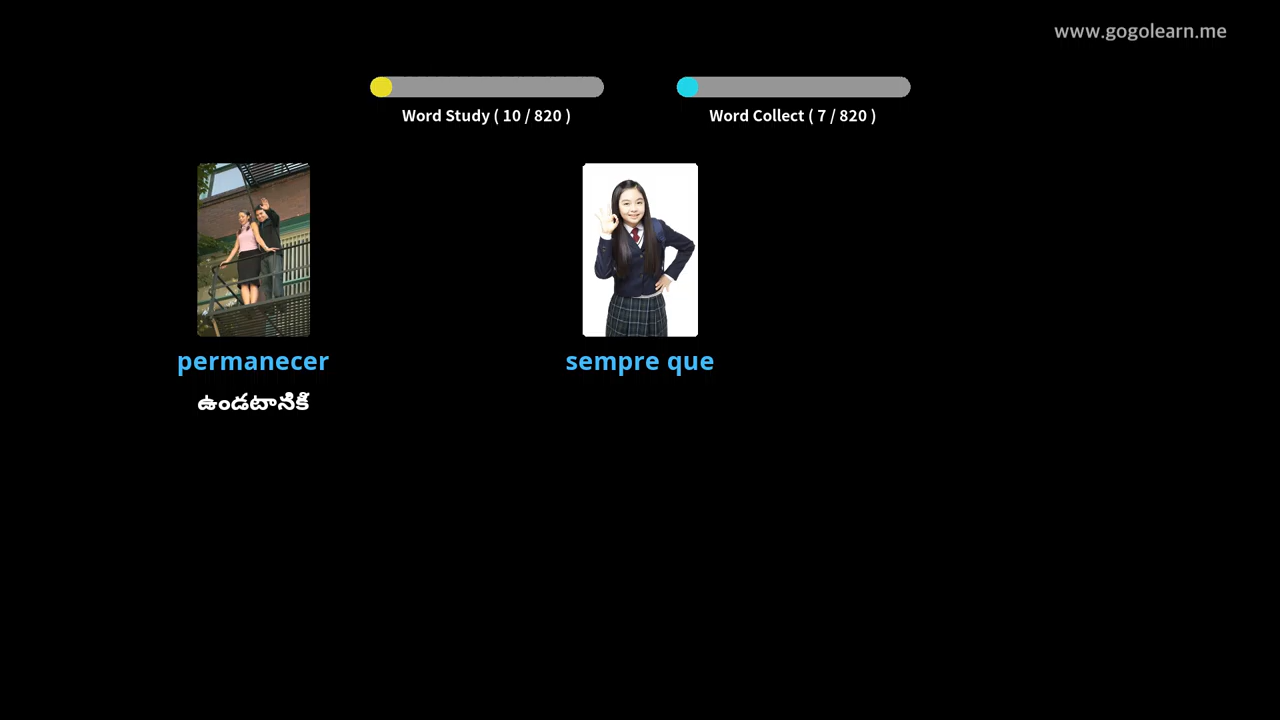 www.gogolearn.me
Word Study ( 10 / 820 )
Word Collect ( 7 / 820 )
permanecer
sempre que
ఉండటానికి